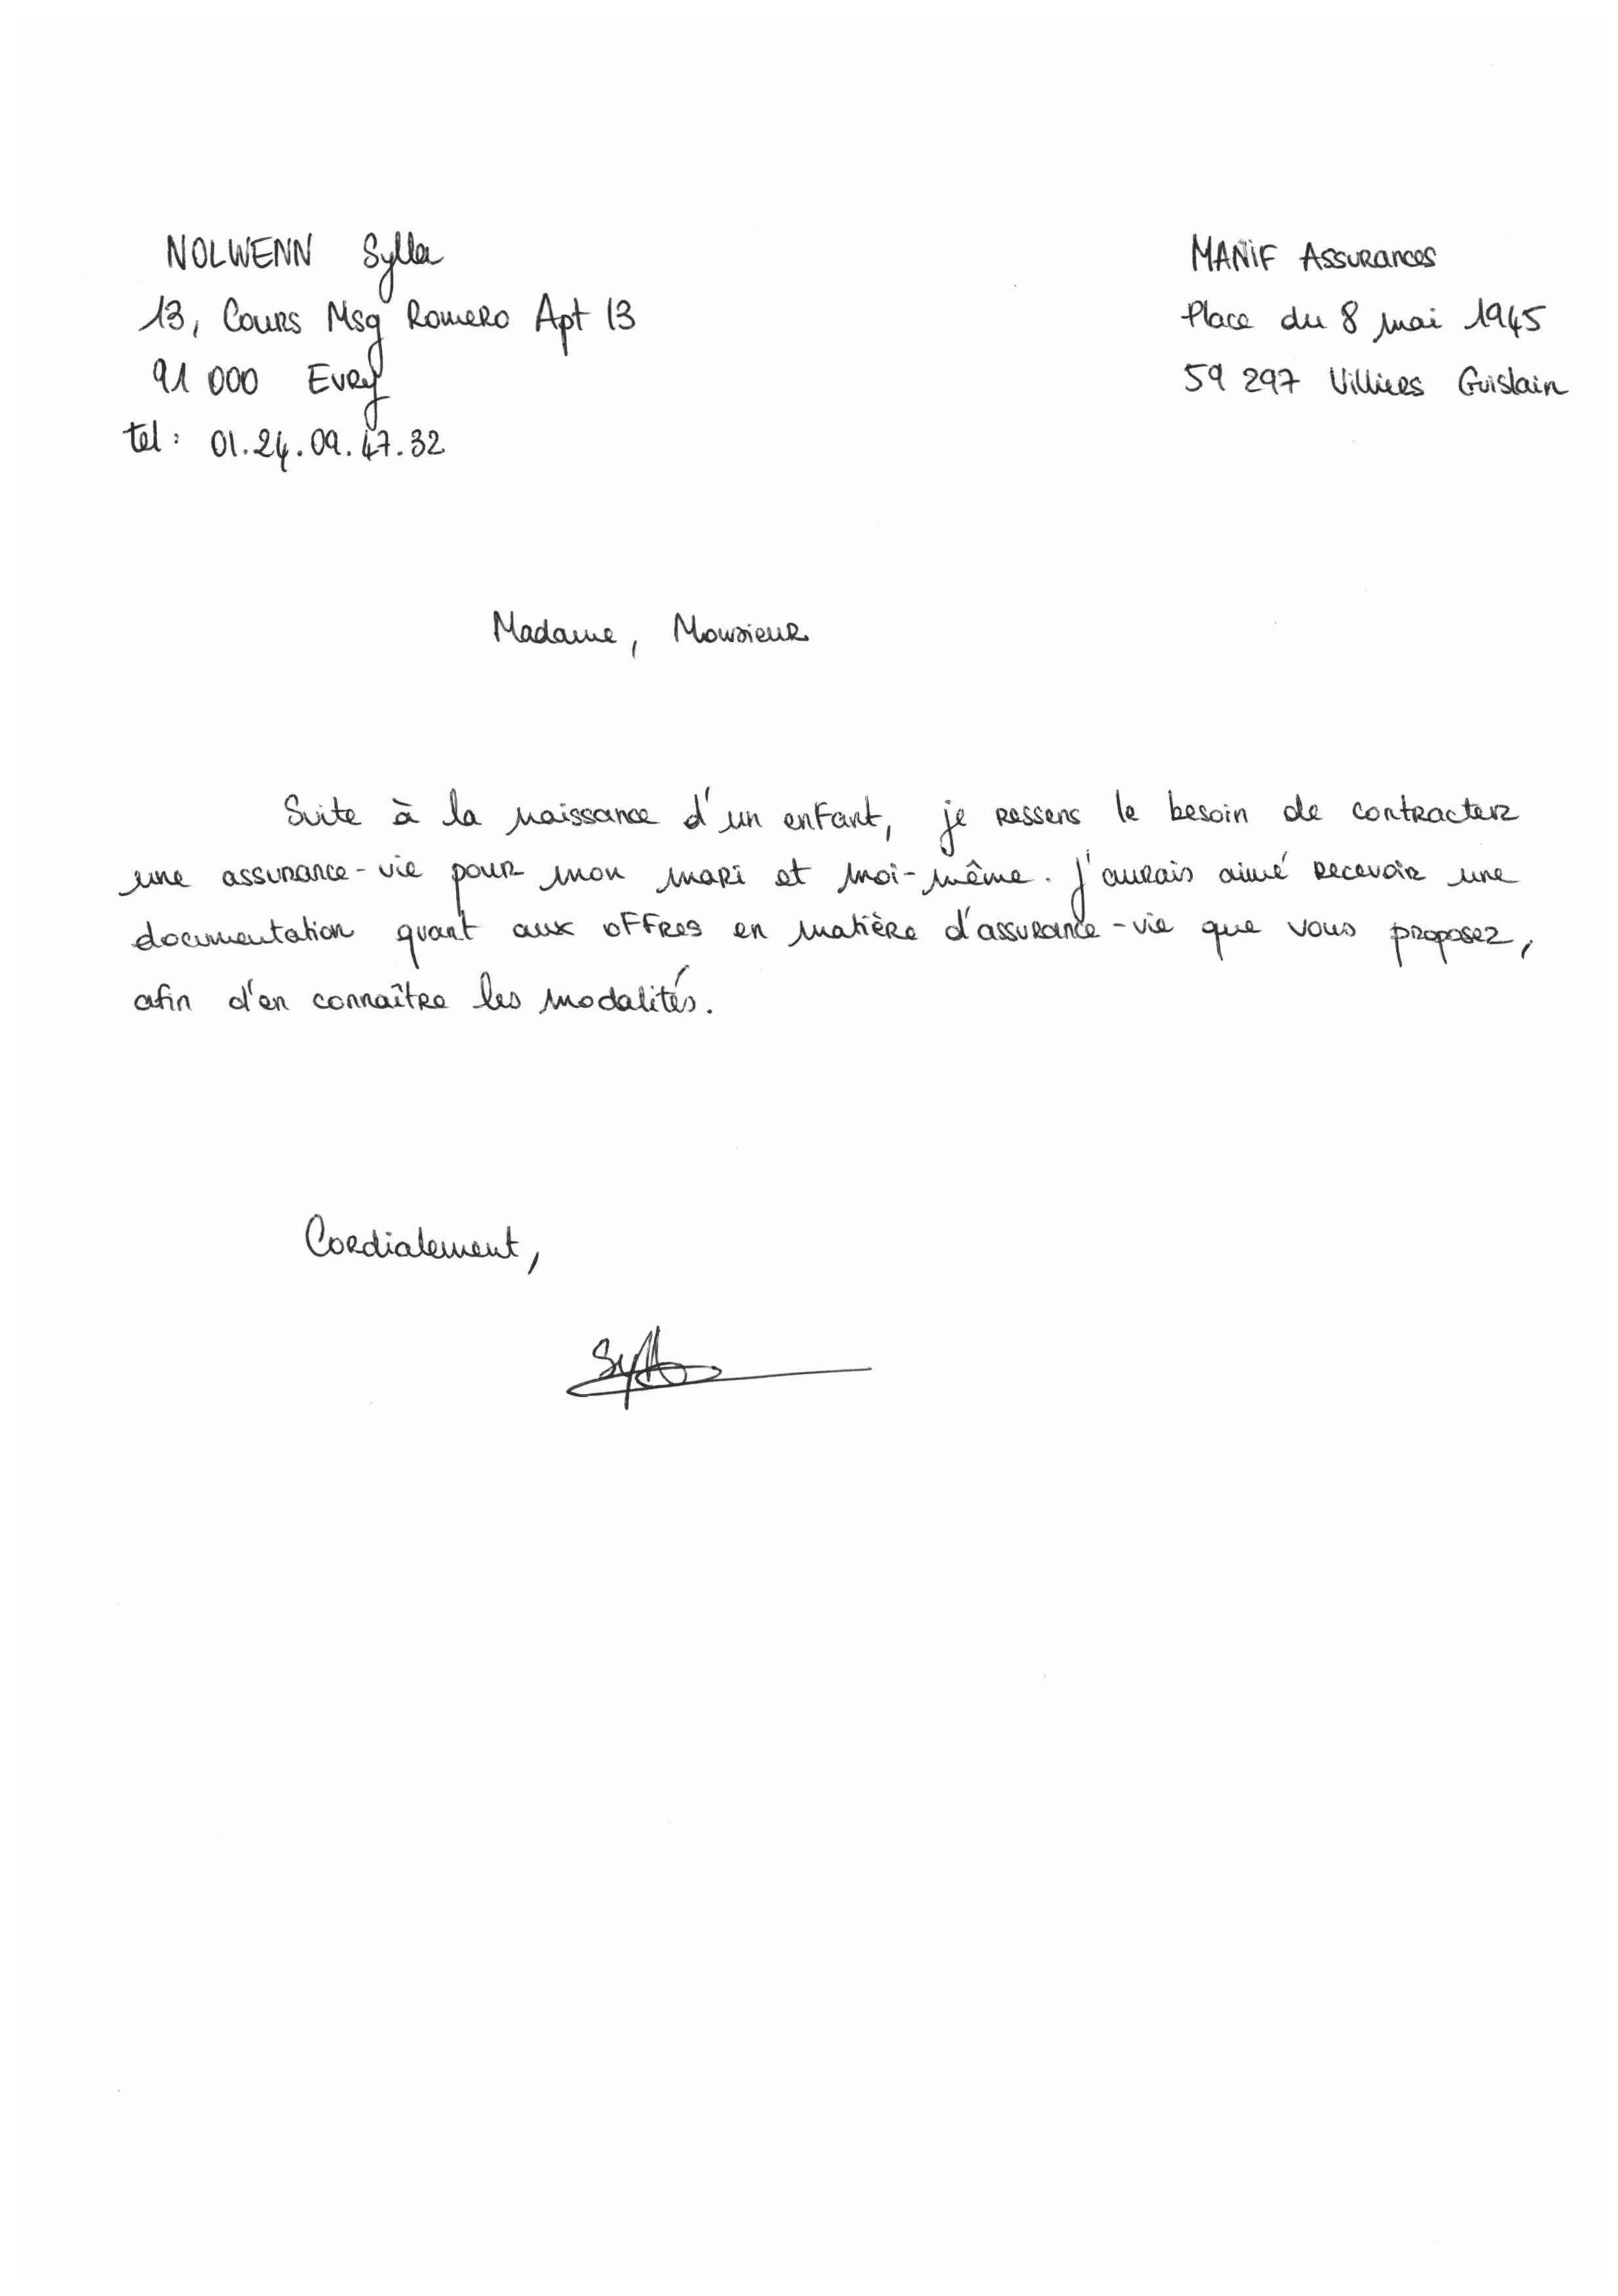 NOLWENN Sylla
13, Cours Msg Romero Apt 13
91 000 Evry
tel : 01.24.09.47.32
MANIF Assurances
Place du 8 mai 1945
59 297 Villiers Guislain
Madame, Monsieur
Suite à la naissance d'un enfant, je ressens le besoin de contracter
une assurance-vie pour mon mari et moi-même. J'aurais aimé recevoir une
documentation quant aux offres en matière d'assurance-vie que vous proposez,
afin d'en connaître les modalités.
Cordialement,
Sylla